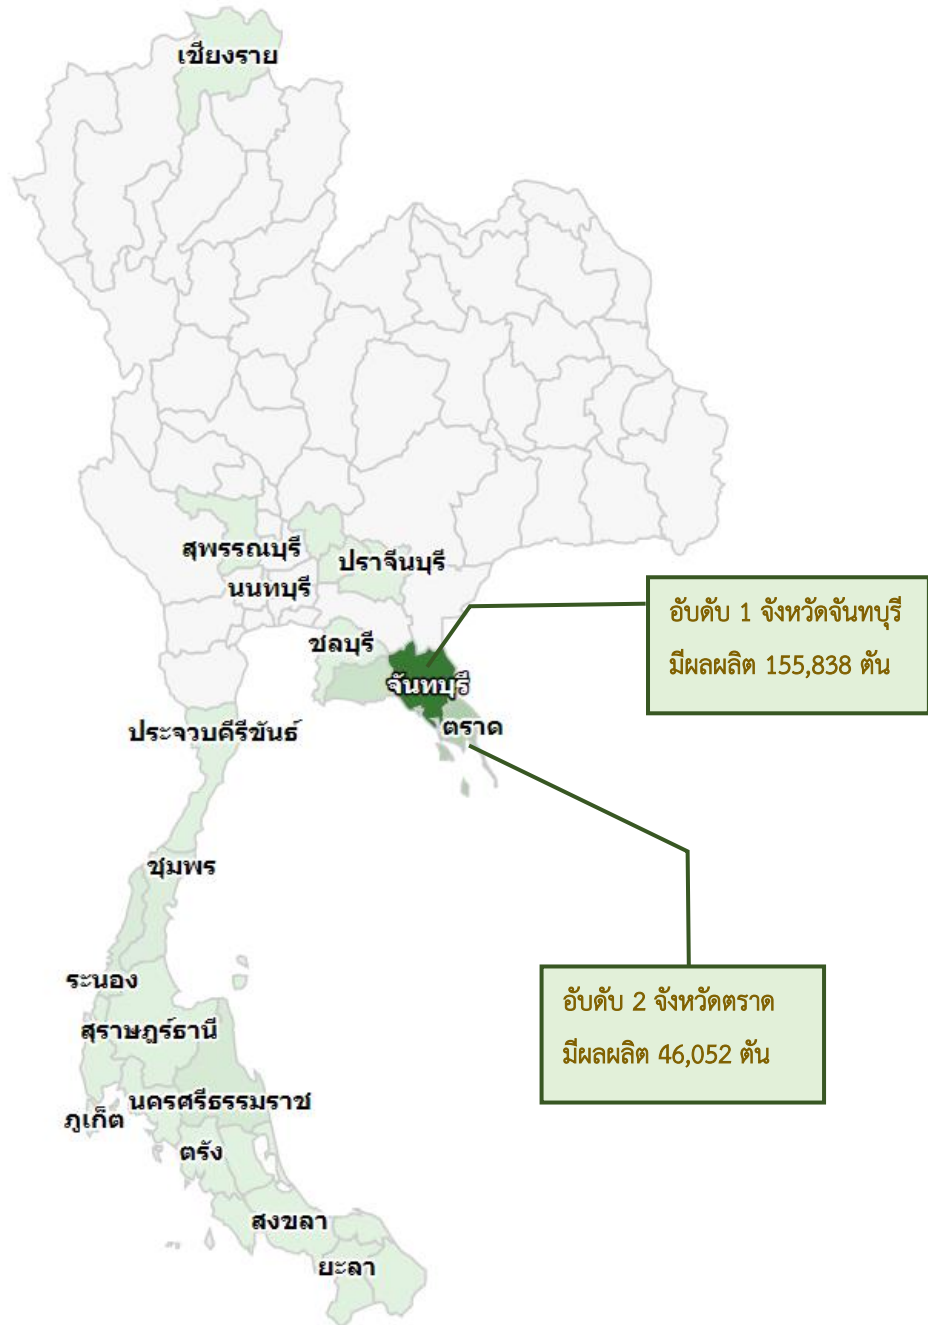 เชียงราย
สุพรรณบุรี
ปราจีนบุรี
นนทบุรี
อับดับ 1 จังหวัดจันทบุรี
มีผลผลิต 155,838 ตัน
ชลบุรี
จันทบุรี
ตราด
ประจวบคีรีขันธ์
ชุมพร
ระนอง
อับดับ 2 จังหวัดตราด
มีผลผลิต 46,052 ตัน
สุราษฎร์ธานี
นครศรีธรรมราช
ภูเก็ต
ตรัง
สงขลา
ยะลา